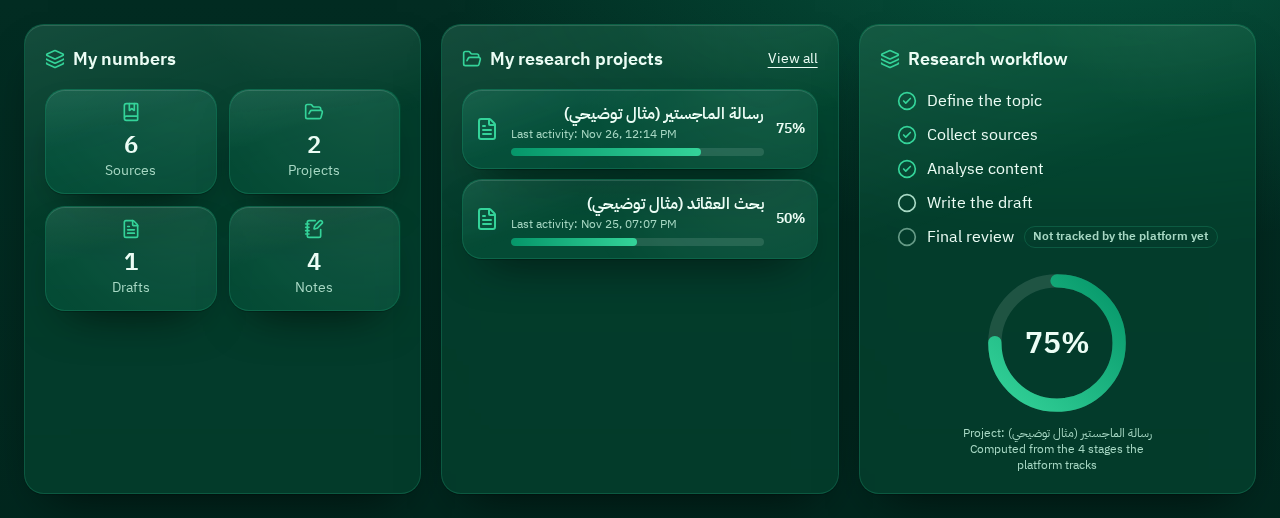 My numbers
6
Sources
2
Projects
1
Drafts
4
Notes
My research projects
View all
رسالة الماجستير (مثال توضيحي)
Last activity: Nov 26, 12:14 PM
75%
بحث العقائد (مثال توضيحي)
Last activity: Nov 25, 07:07 PM
50%
Research workflow
Define the topic
Collect sources
Analyse content
Write the draft
Final review Not tracked by the platform yet
75%
Project: رسالة الماجستير (مثال توضيحي)
Computed from the 4 stages the
platform tracks